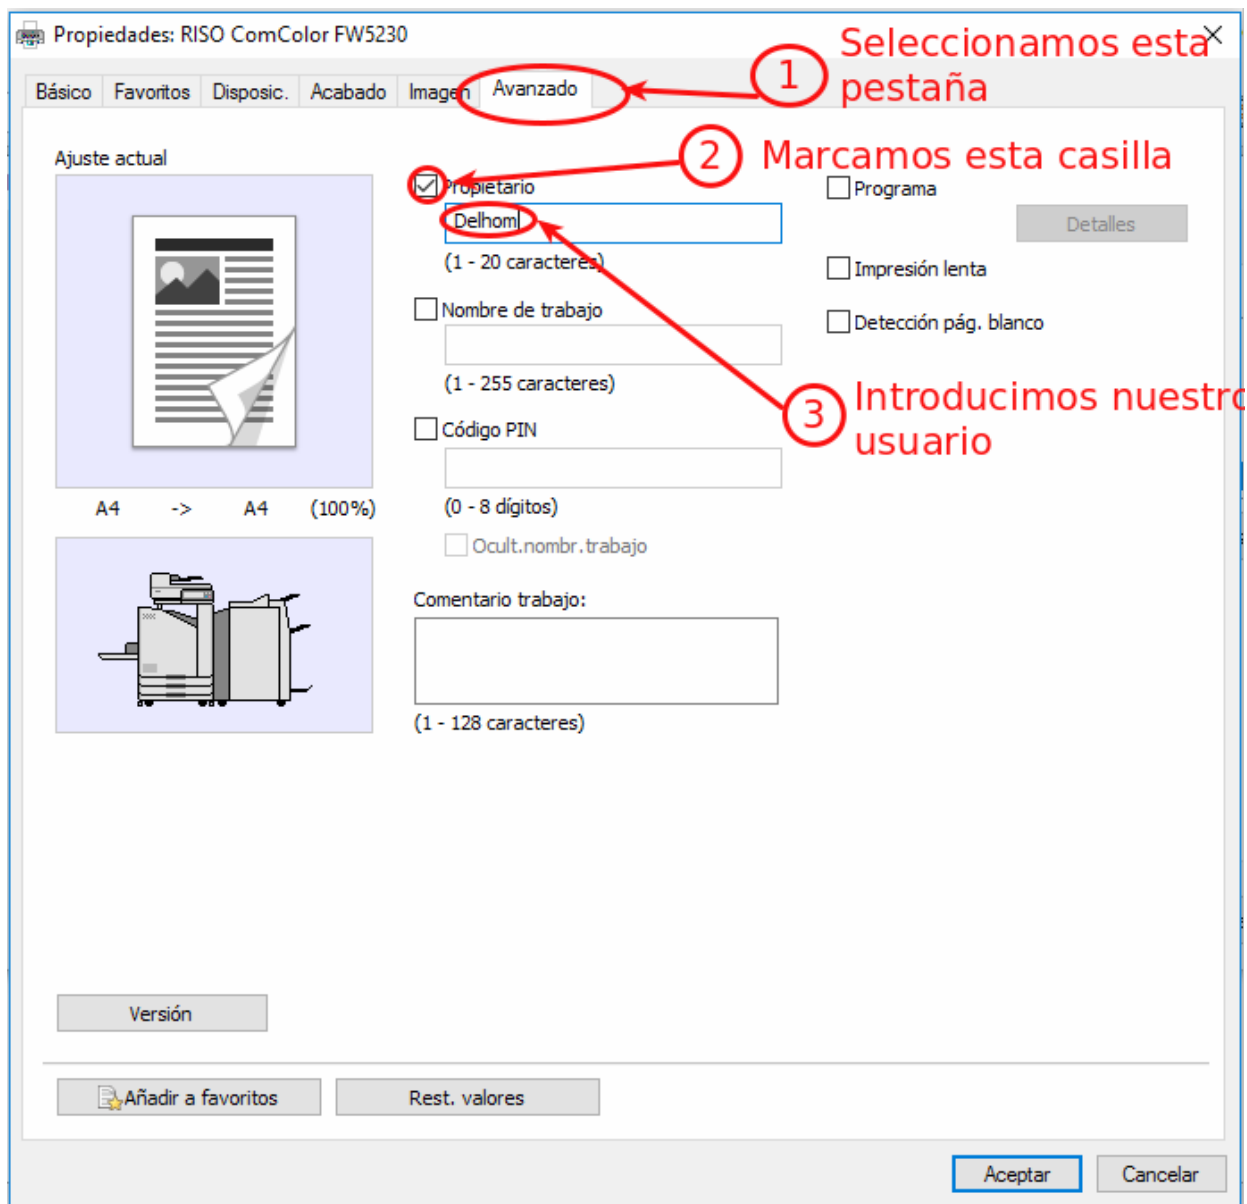 Propiedades: RISO ComColor FW5230
Seleccionamos esta
pestaña
1
Básico Favoritos Disposic. Acabado Imagen Avanzado
2 Marcamos esta casilla
Ajuste actual
Propietario
Programa
Delhom
Detalles
(1 - 20 caracteres)
Impresión lenta
Nombre de trabajo
Detección pág. blanco
(1 - 255 caracteres)
3 Introducimos nuestro
usuario
Código PIN
A4 -> A4 (100%)
(0 - 8 dígitos)
Ocult.nombr.trabajo
Comentario trabajo:
(1 - 128 caracteres)
Versión
Añadir a favoritos
Rest. valores
Aceptar
Cancelar